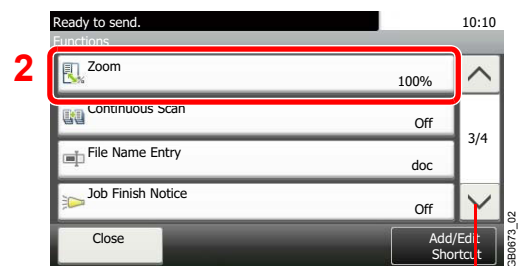 Ready to send.
10:10
Functions
2
Zoom
100%
Continuous Scan
Off
3/4
File Name Entry
doc
Job Finish Notice
Off
Close
Add/Edit
Shortcut
GB0673_02